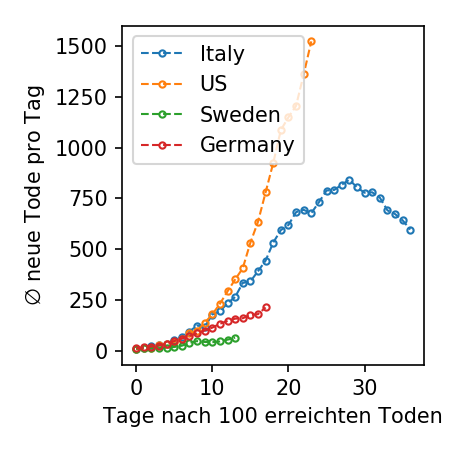 1500
1250
1000
750
500
250
0
∅ neue Tode pro Tag
Italy
US
Sweden
Germany
0 10 20 30
Tage nach 100 erreichten Toden